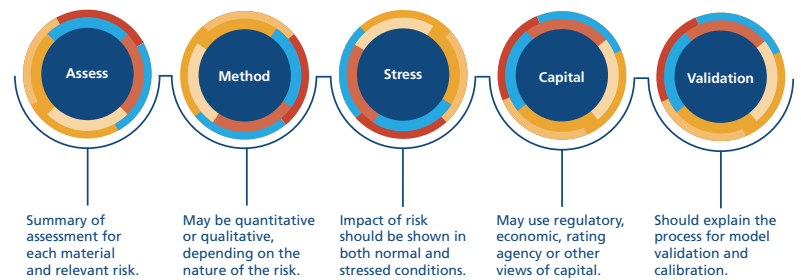 Assess
Method
Stress
Capital
Validation
Summary of
assessment for
each material
and relevant risk.
May be quantitative
or qualitative,
depending on the
nature of the risk.
Impact of risk
should be shown in
both normal and
stressed conditions.
May use regulatory,
economic, rating
agency or other
views of capital.
Should explain the
process for model
validation and
calibration.